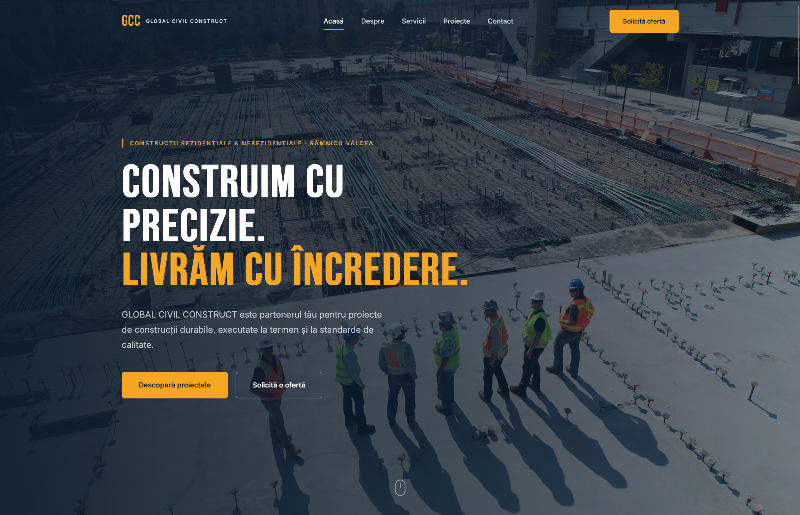 GCC GLOBAL CIVIL CONSTRUCT
Acasă Despre Servicii Proiecte Contact
Solicită ofertă
CONSTRUCȚII REZIDENȚIALE & NEREZIDENȚIALE · RÂMNICU VÂLCEA
CONSTRUIM CU
PRECIZIE.
LIVRĂM CU ÎNCREDERE.
GLOBAL CIVIL CONSTRUCT este partenerul tău pentru proiecte
de construcții durabile, executate la termen și la standarde de
calitate.
Descoperă proiectele
Solicită o ofertă